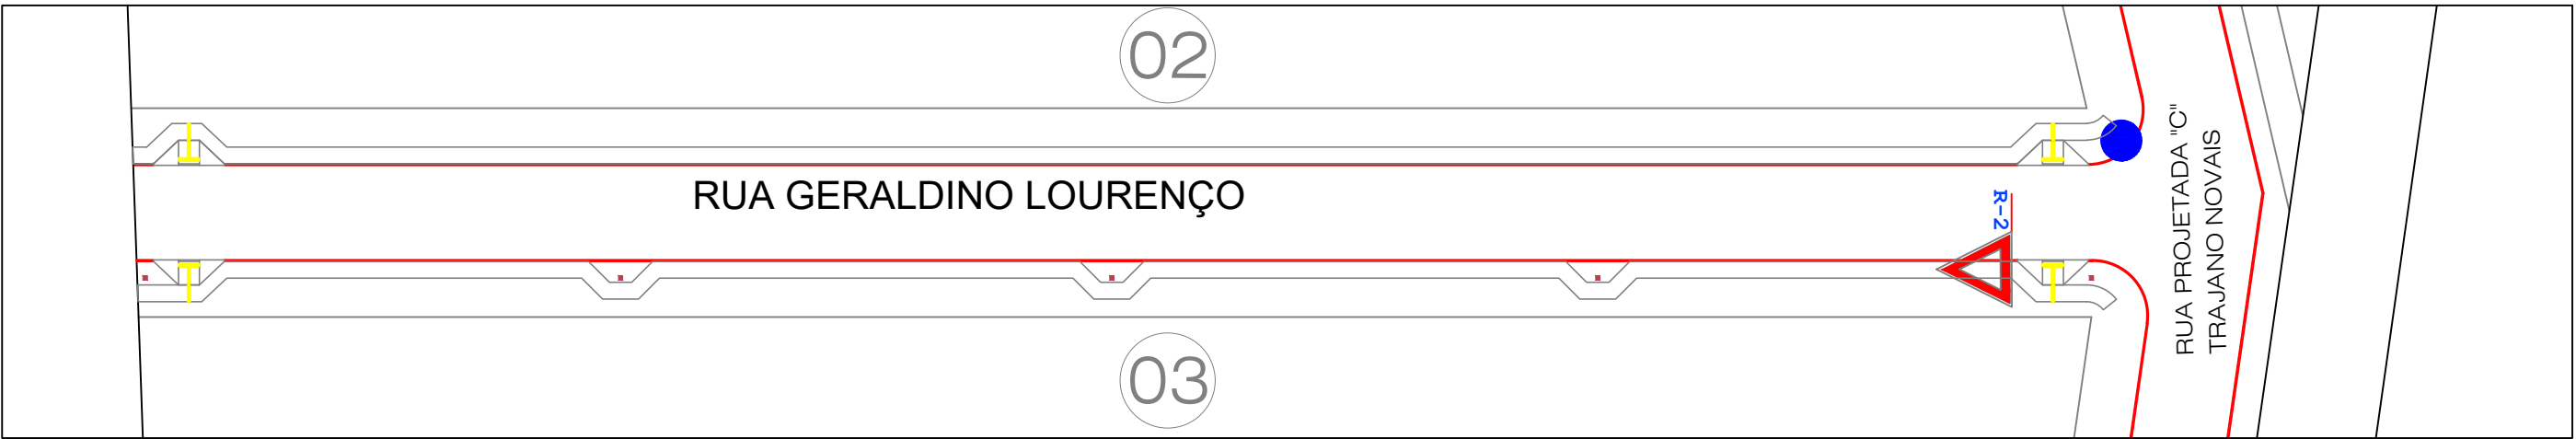 02
RUA GERALDINO LOURENÇO
R-2
RUA PROJETADA "C"
TRAJANO NOVAIS
03